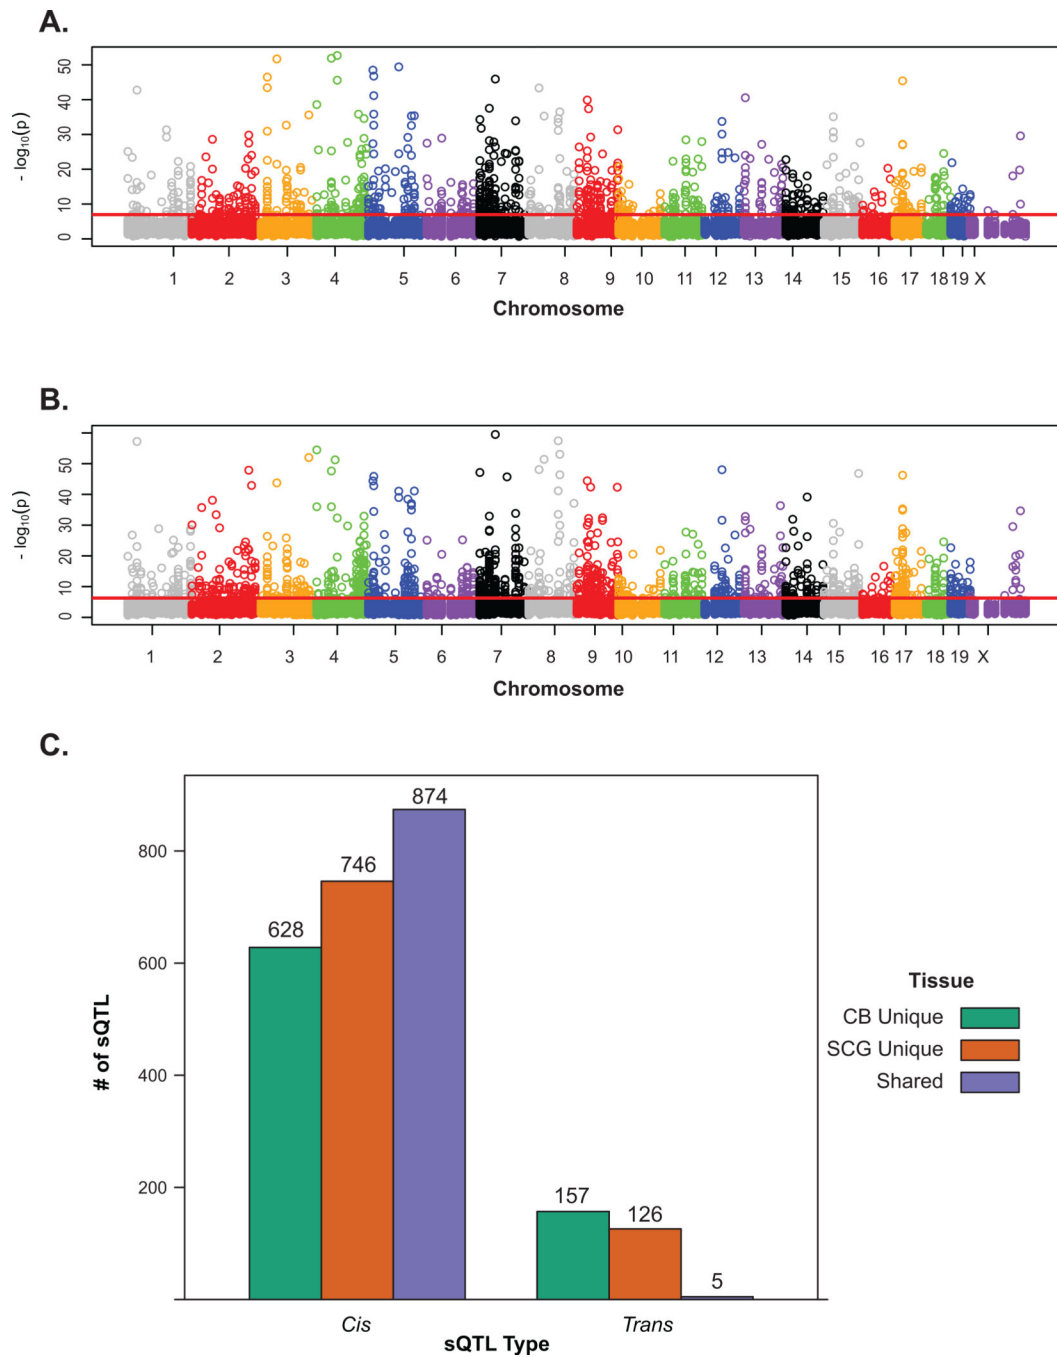 A.
50
40
30
20
10
0
- log10(p)
1 2 3 4 5 6 7 8 9 10 11 12 13 14 15 16 17 18 19 X
Chromosome
B.
50
40
30
20
10
0
- log10(p)
1 2 3 4 5 6 7 8 9 10 11 12 13 14 15 16 17 18 19 X
Chromosome
C.
874
800
746
628
600
# of sQTL
400
200
157
126
5
Cis Trans
sQTL Type
Tissue
CB Unique
SCG Unique
Shared